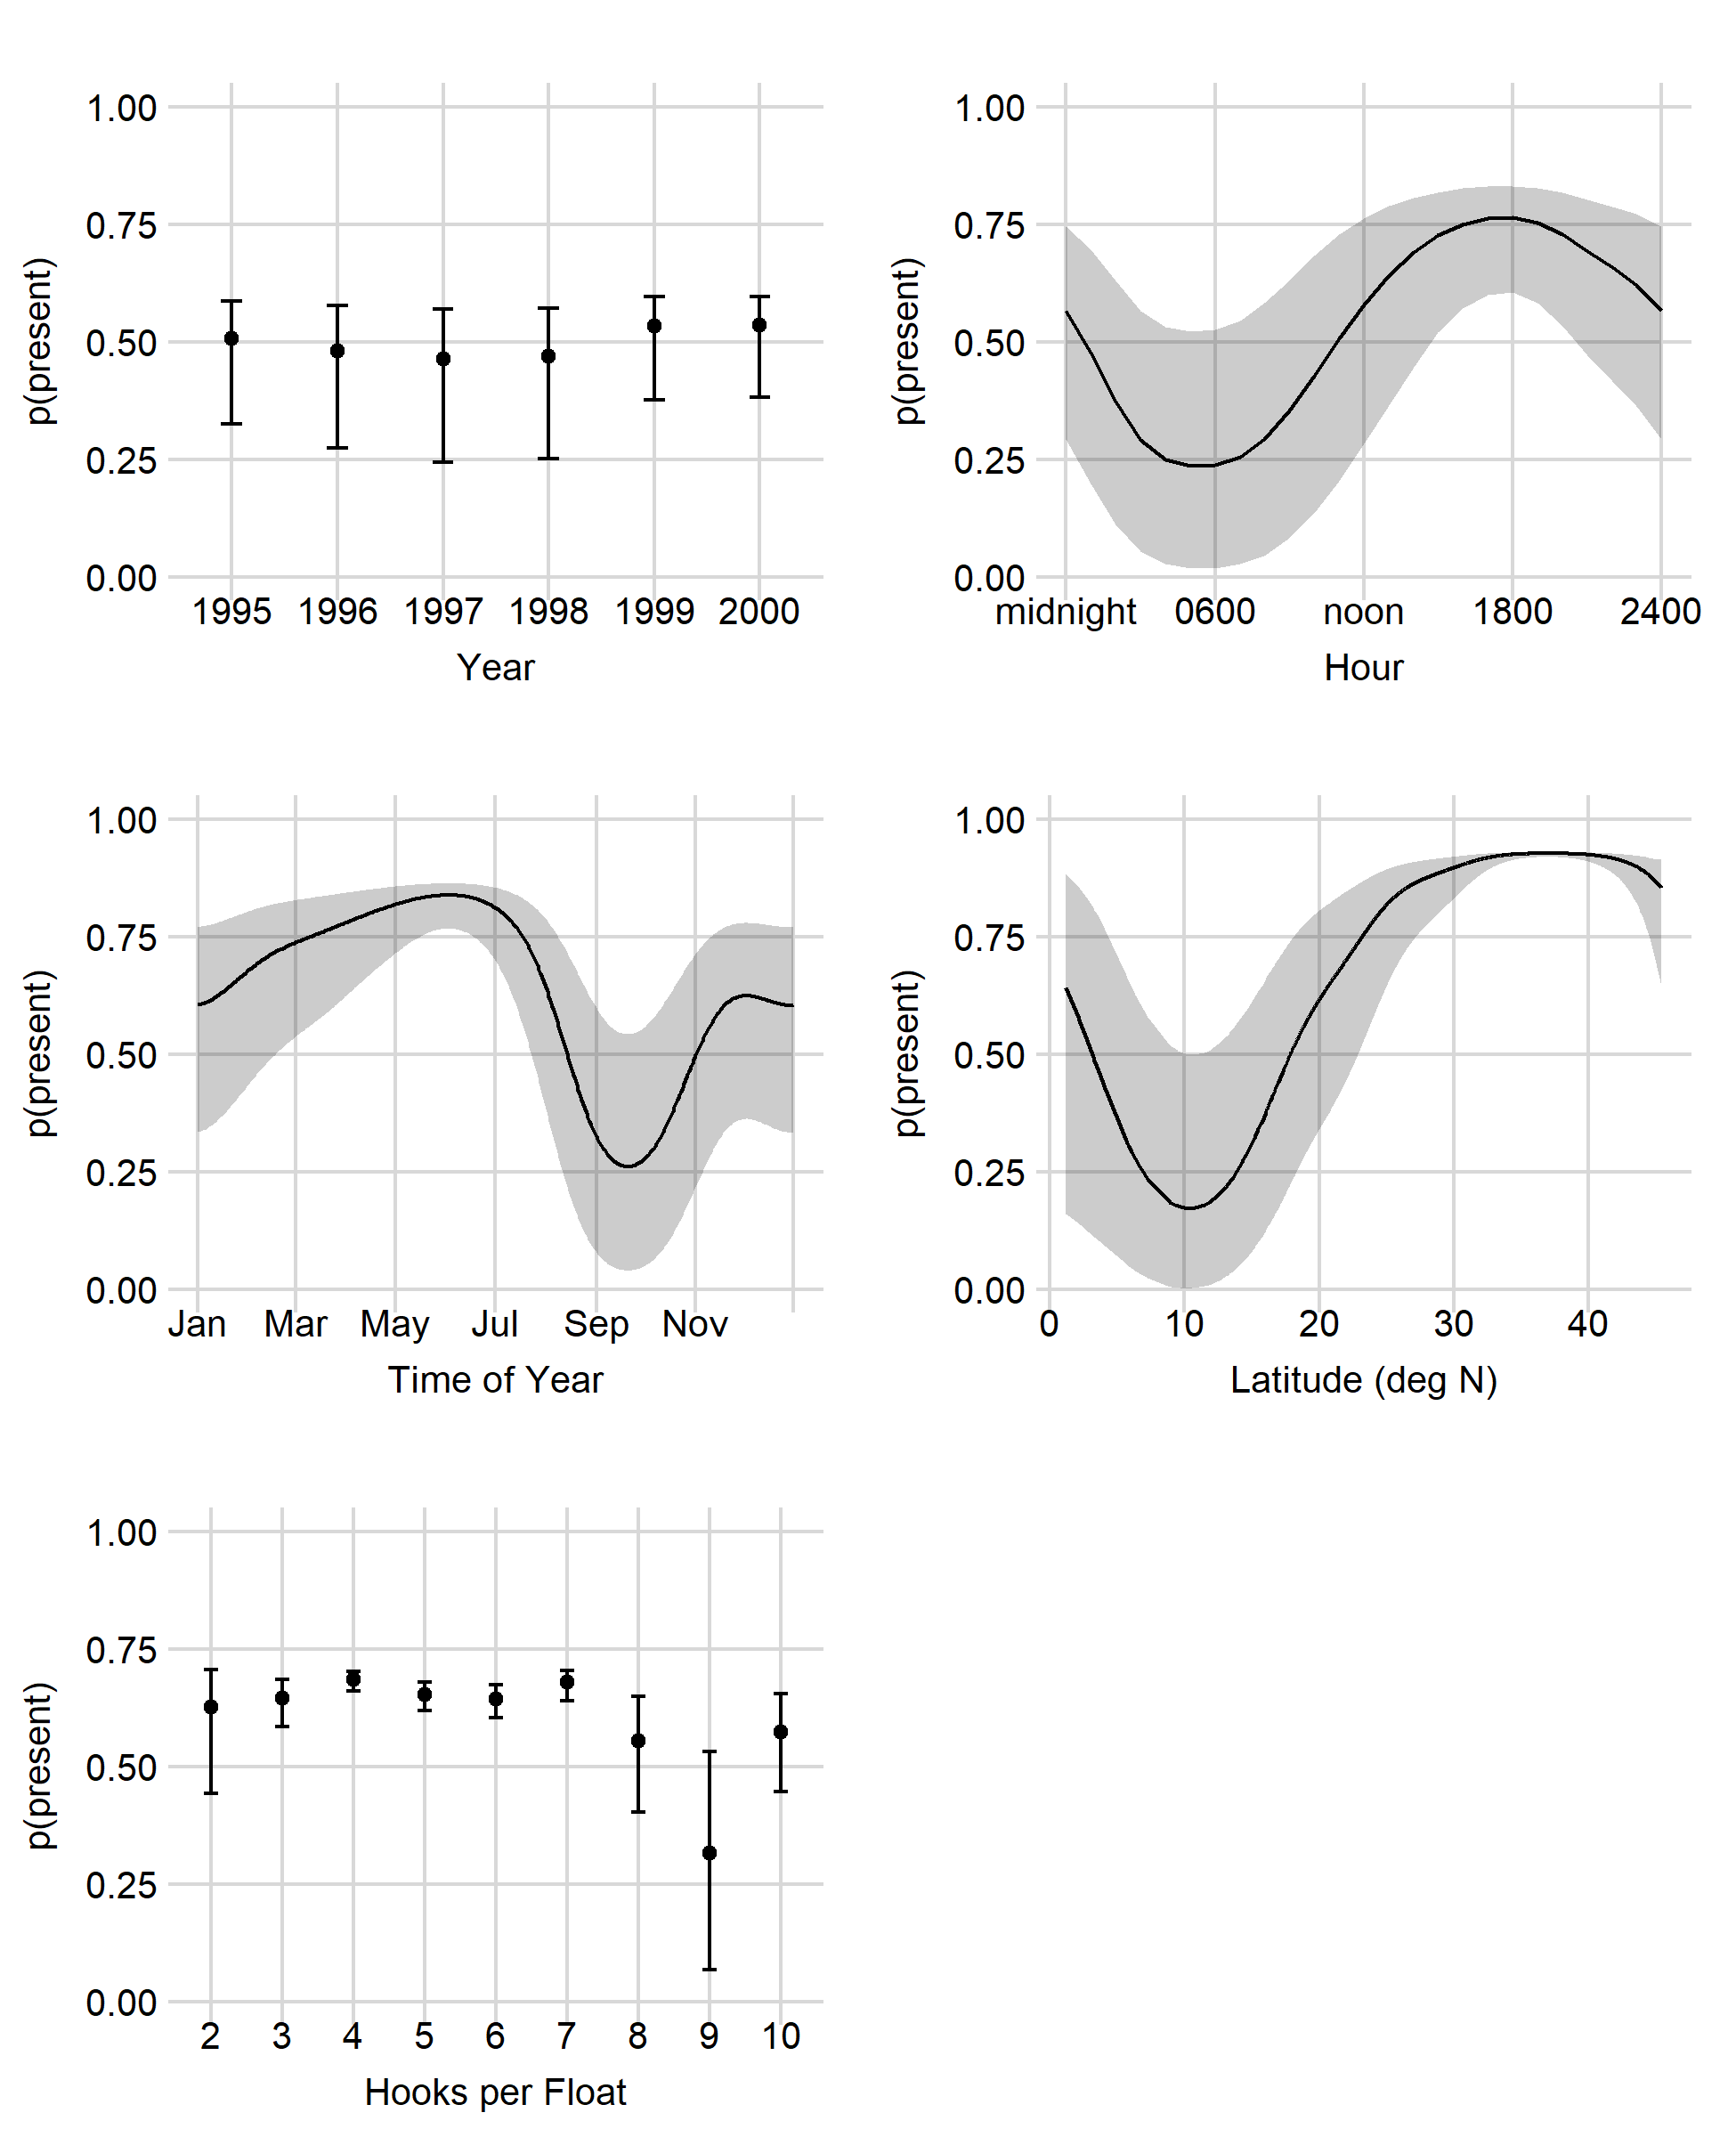 1.00
0.75
0.50
0.25
0.00
p(present)
1995 1996 1997 1998 1999 2000
Year
1.00
0.75
0.50
0.25
0.00
p(present)
midnight 0600 noon 1800 2400
Hour
1.00
0.75
0.50
0.25
0.00
p(present)
Jan Mar May Jul Sep Nov
Time of Year
1.00
0.75
0.50
0.25
0.00
p(present)
0 10 20 30 40
Latitude (deg N)
1.00
0.75
0.50
0.25
0.00
p(present)
2 3 4 5 6 7 8 9 10
Hooks per Float